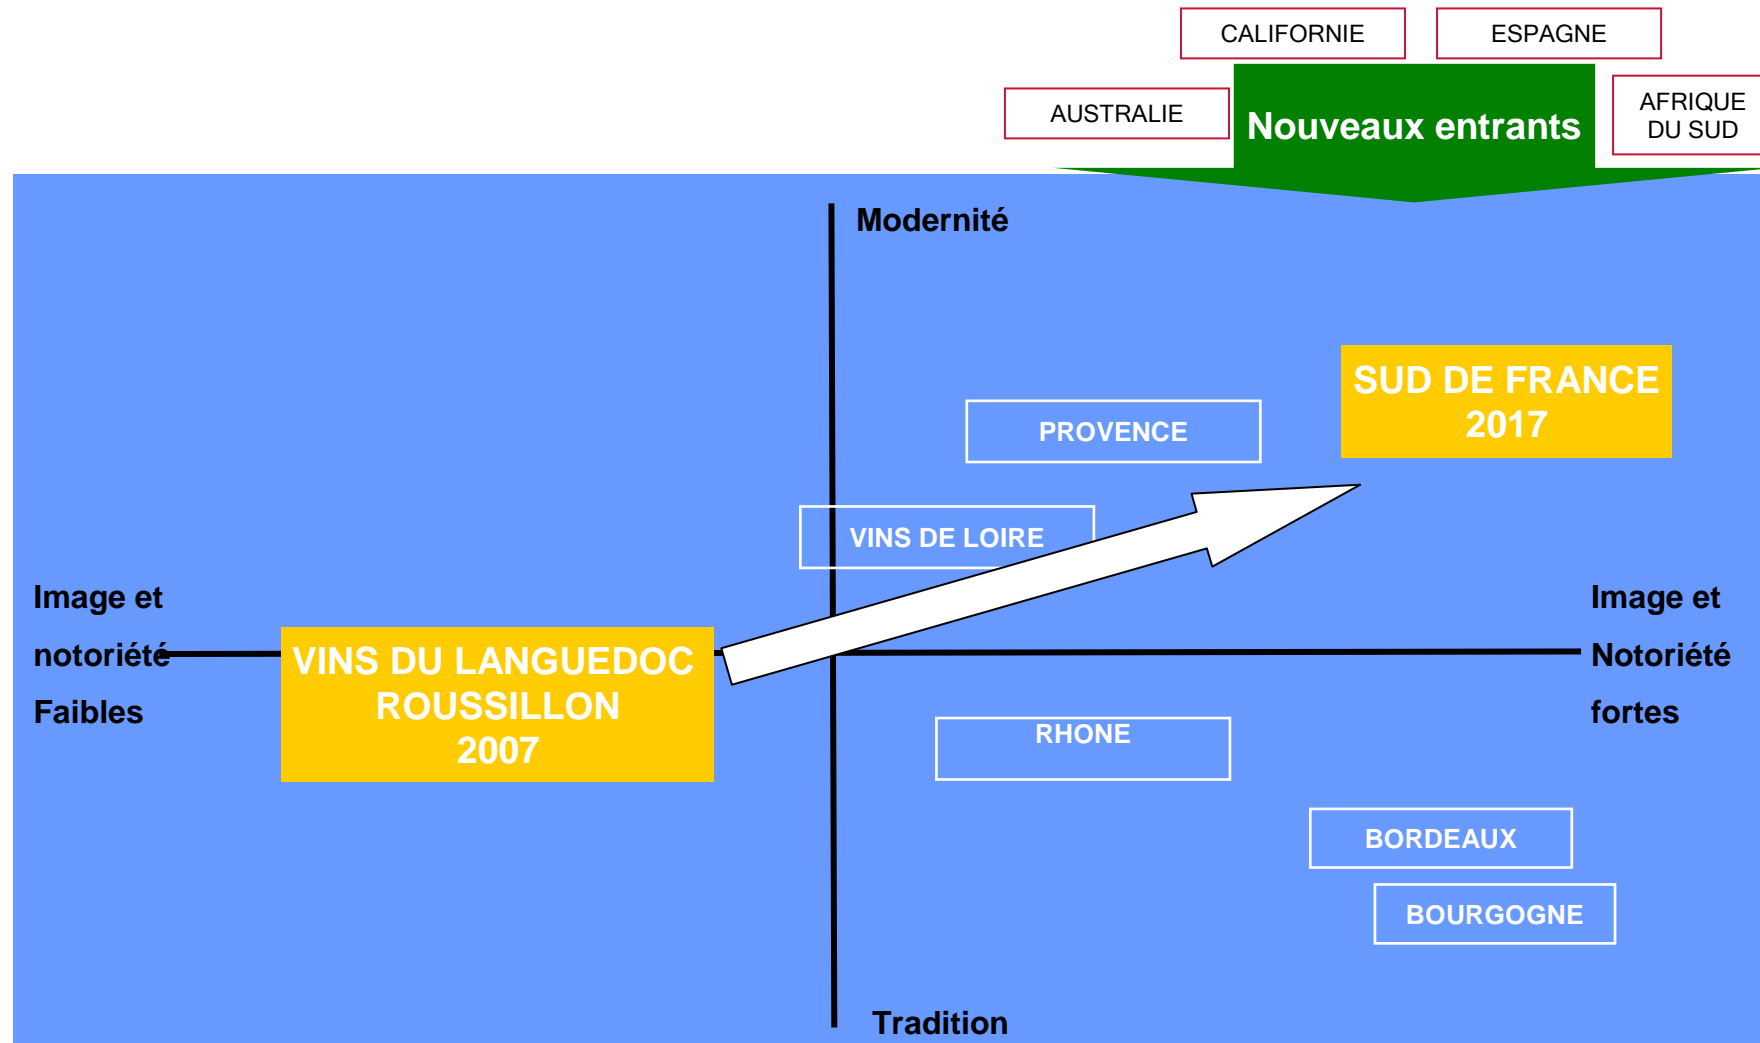 CALIFORNIE
ESPAGNE
AUSTRALIE
Nouveaux entrants
AFRIQUE
DU SUD
Modernité
SUD DE FRANCE
2017
PROVENCE
VINS DE LOIRE
Image et
notoriété
Faibles
Image et
Notoriété
fortes
VINS DU LANGUEDOC
ROUSSILLON
2007
RHONE
BORDEAUX
BOURGOGNE
Tradition